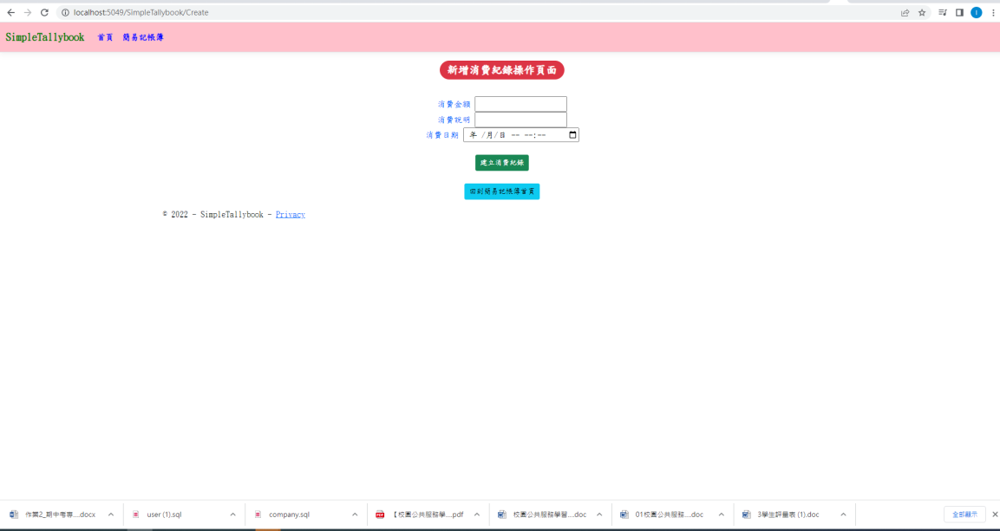 localhost:5049/SimpleTallybook/Create
SimpleTallybook 首頁 簡易記帳簿
新增消費紀錄操作頁面
消費金額
消費說明
消費日期 年 /月/日 -- --:--
建立消費紀錄
回到簡易記帳簿首頁
© 2022 - SimpleTallybook - Privacy
作業2_期中考專....docx user (1).sql company.sql 【校園公共服務學....pdf 校園公共服務學習....doc 01校園公共服務....doc 3學生評量表 (1).doc 全部顯示